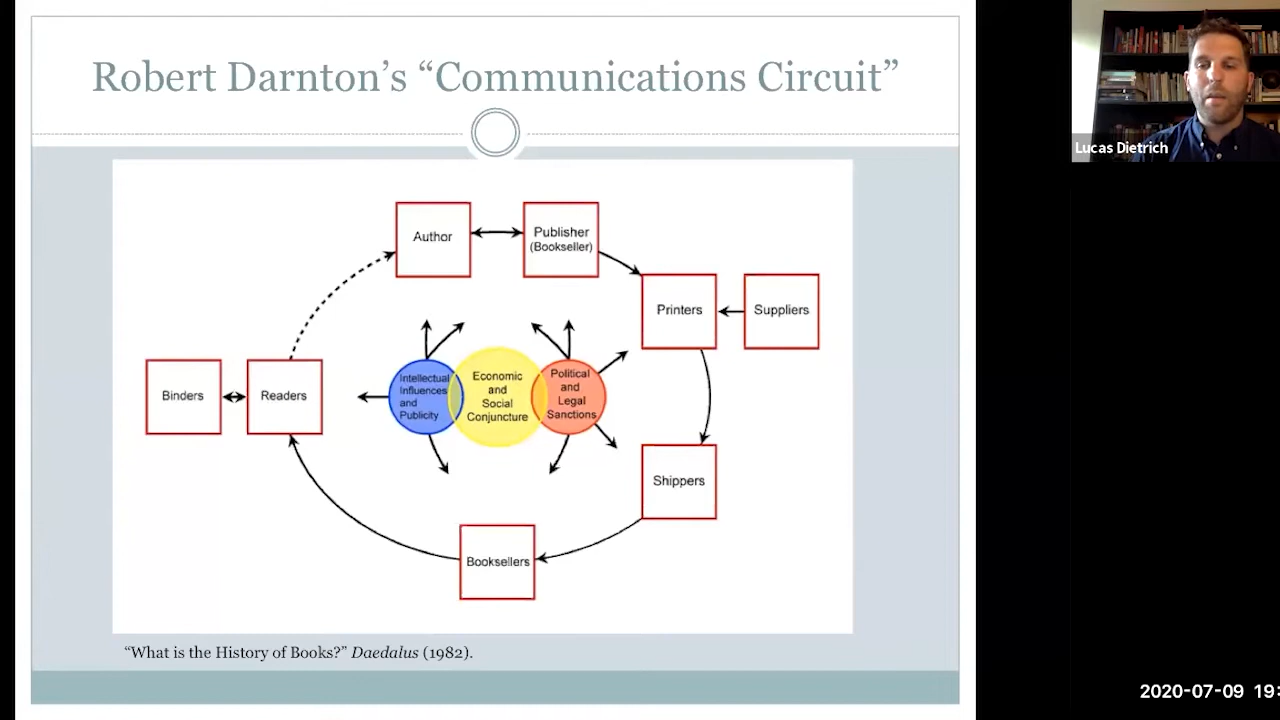 Robert Darnton’s “Communications Circuit”
Lucas Dietrich
Author
Publisher
(Bookseller)
Printers
Suppliers
Binders
Readers
Intellectual
Influences
and
Publicity
Economic
and
Social
Conjuncture
Political
and
Legal
Sanctions
Shippers
Booksellers
“What is the History of Books?” Daedalus (1982).
2020-07-09 19: